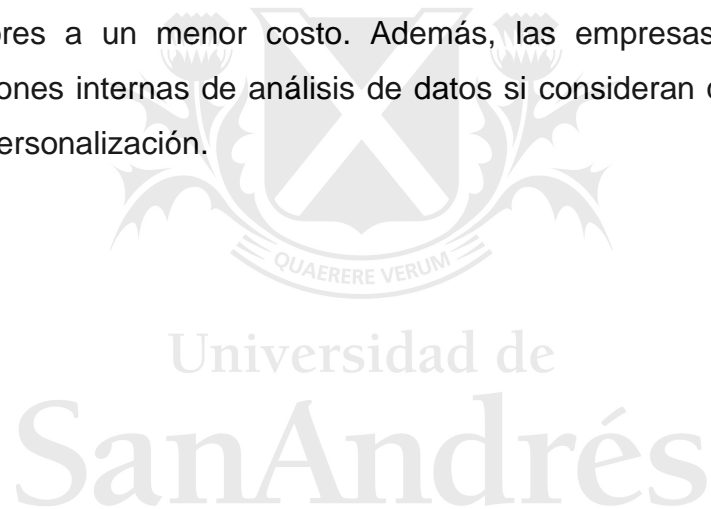 ores a un menor costo. Además, las empresas
ones internas de análisis de datos si consideran
ersonalización.
QUAERERE VERUM
Universidad de
SanAndrés